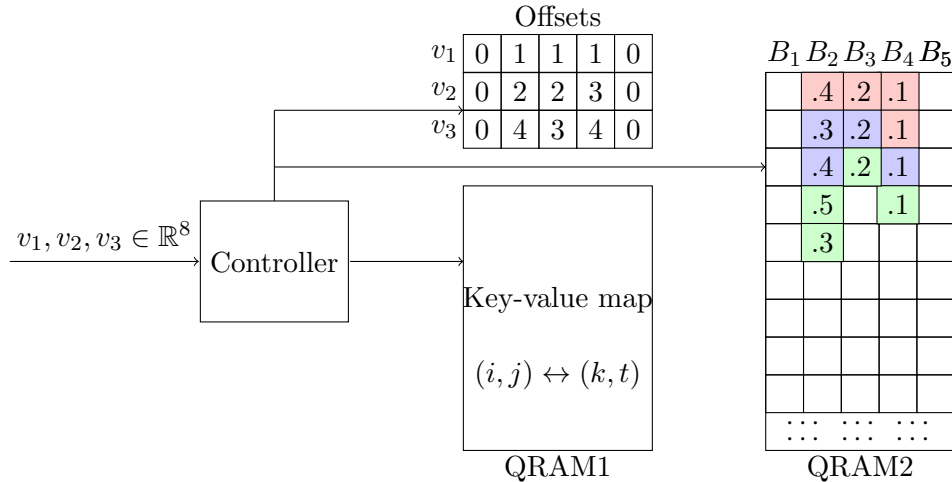 Offsets
v₁ 0 1 1 1 0
v₂ 0 2 2 3 0
v₃ 0 4 3 4 0
v₁, v₂, v₃ ∈ ℝ⁸
Controller
Key-value map
(i, j) ↔ (k, t)
QRAM1
B₁ B₂ B₃ B₄ B₅
.4 .2 .1
.3 .2 .1
.4 .2 .1
.5 .1
.3
... ... ...
... ... ...
QRAM2